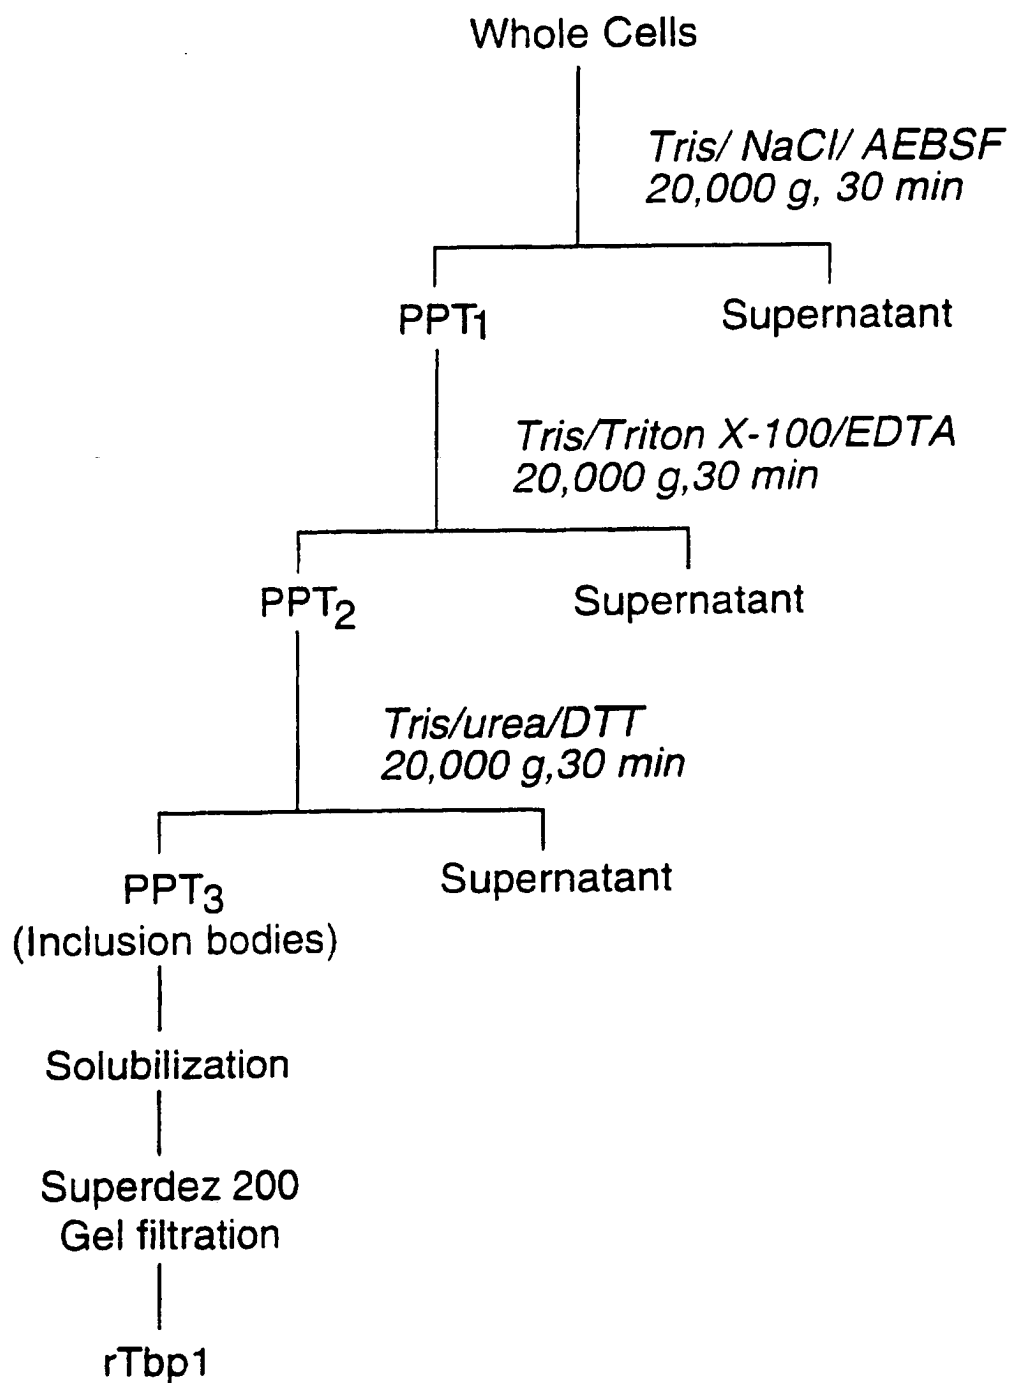 Whole Cells
Tris/ NaCl/ AEBSF
20,000 g, 30 min
PPT1
Supernatant
Tris/Triton X-100/EDTA
20,000 g,30 min
PPT2
Supernatant
Tris/urea/DTT
20,000 g,30 min
PPT3
Supernatant
(Inclusion bodies)
Solubilization
Superdez 200
Gel filtration
rTbp1